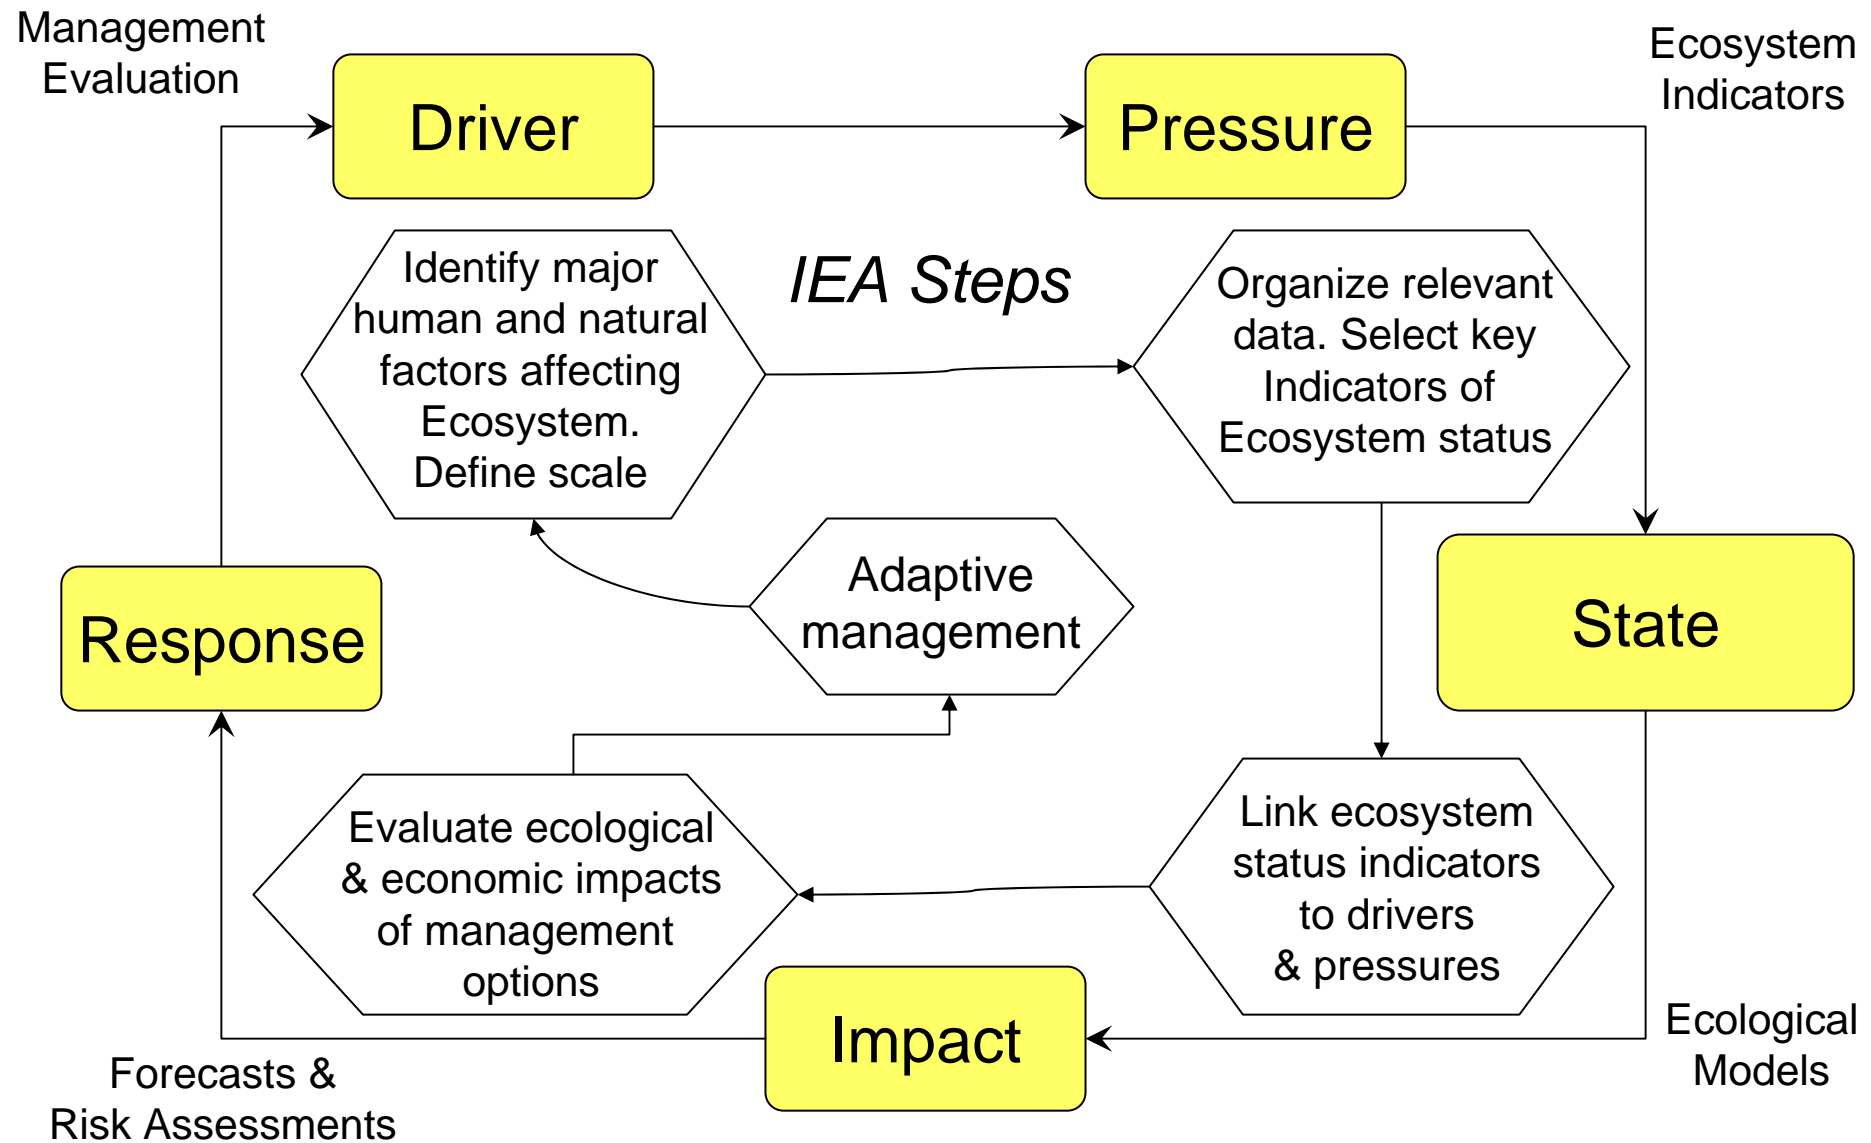 Management
Evaluation
Driver
Pressure
Ecosystem
Indicators
IEA Steps
Identify major
human and natural
factors affecting
Ecosystem.
Define scale
Organize relevant
data. Select key
Indicators of
Ecosystem status
Response
Adaptive
management
State
Evaluate ecological
& economic impacts
of management
options
Link ecosystem
status indicators
to drivers
& pressures
Impact
Forecasts &
Risk Assessments
Ecological
Models